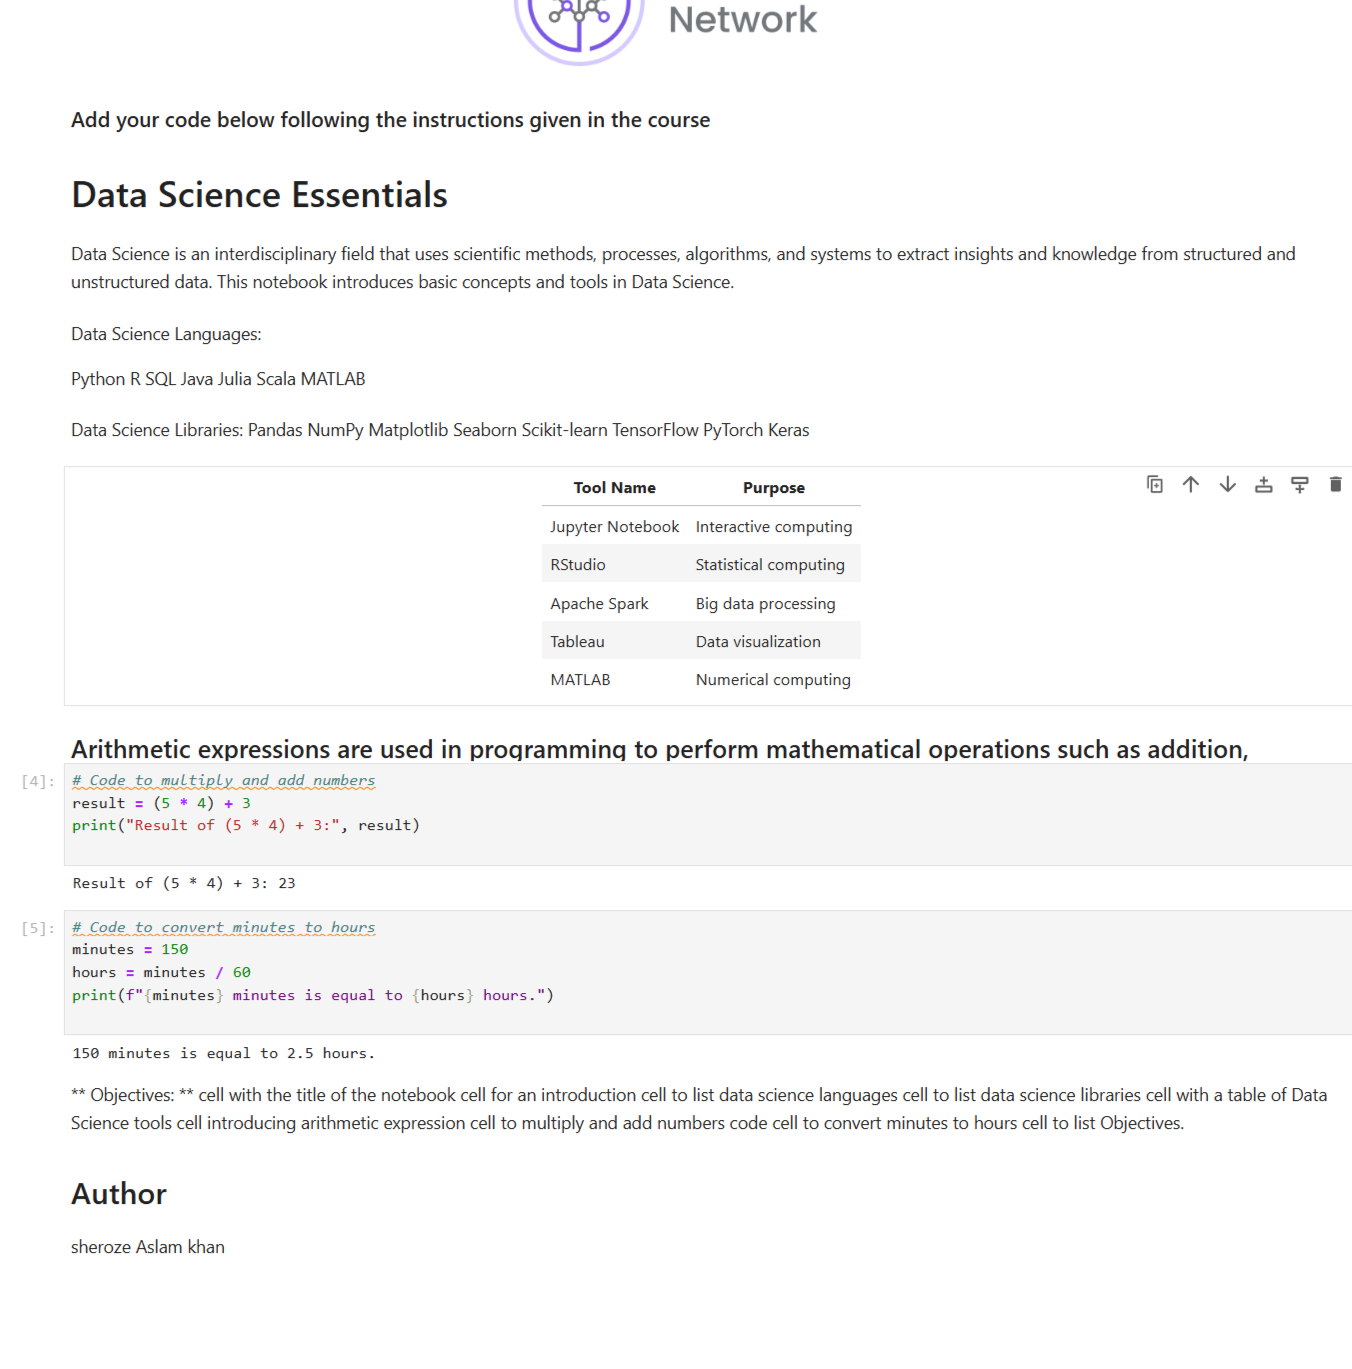 Network
Add your code below following the instructions given in the course
Data Science Essentials
Data Science is an interdisciplinary field that uses scientific methods, processes, algorithms, and systems to extract insights and knowledge from structured and
unstructured data. This notebook introduces basic concepts and tools in Data Science.
Data Science Languages:
Python R SQL Java Julia Scala MATLAB
Data Science Libraries: Pandas NumPy Matplotlib Seaborn Scikit-learn TensorFlow PyTorch Keras
Tool Name Purpose
Jupyter Notebook Interactive computing
RStudio Statistical computing
Apache Spark Big data processing
Tableau Data visualization
MATLAB Numerical computing
Arithmetic expressions are used in programming to perform mathematical operations such as addition,
[4]: # Code to multiply and add numbers
result = (5 * 4) + 3
print("Result of (5 * 4) + 3:", result)
Result of (5 * 4) + 3: 23
[5]: # Code to convert minutes to hours
minutes = 150
hours = minutes / 60
print(f"{minutes} minutes is equal to {hours} hours.")
150 minutes is equal to 2.5 hours.
** Objectives: ** cell with the title of the notebook cell for an introduction cell to list data science languages cell to list data science libraries cell with a table of Data
Science tools cell introducing arithmetic expression cell to multiply and add numbers code cell to convert minutes to hours cell to list Objectives.
Author
sheroze Aslam khan